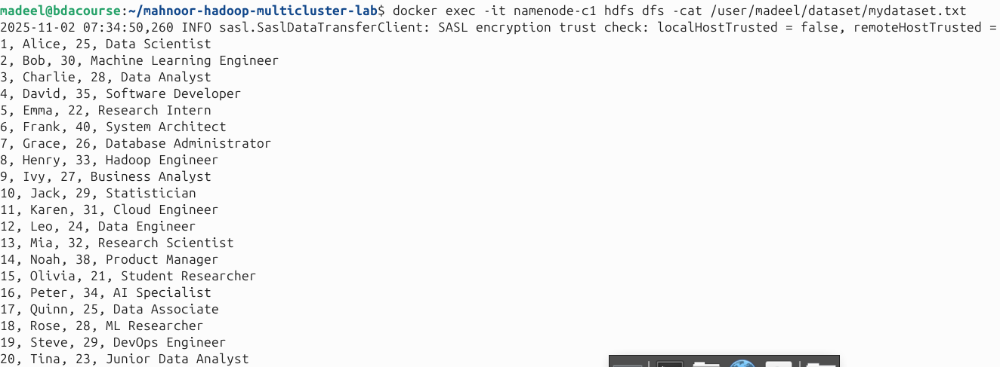 madeel@bdacourse:~/mahnoor-hadoop-multicluster-lab$ docker exec -it namenode-c1 hdfs dfs -cat /user/madeel/dataset/mydataset.txt
2025-11-02 07:34:50,260 INFO sasl.SaslDataTransferClient: SASL encryption trust check: localHostTrusted = false, remoteHostTrusted =
1, Alice, 25, Data Scientist
2, Bob, 30, Machine Learning Engineer
3, Charlie, 28, Data Analyst
4, David, 35, Software Developer
5, Emma, 22, Research Intern
6, Frank, 40, System Architect
7, Grace, 26, Database Administrator
8, Henry, 33, Hadoop Engineer
9, Ivy, 27, Business Analyst
10, Jack, 29, Statistician
11, Karen, 31, Cloud Engineer
12, Leo, 24, Data Engineer
13, Mia, 32, Research Scientist
14, Noah, 38, Product Manager
15, Olivia, 21, Student Researcher
16, Peter, 34, AI Specialist
17, Quinn, 25, Data Associate
18, Rose, 28, ML Researcher
19, Steve, 29, DevOps Engineer
20, Tina, 23, Junior Data Analyst